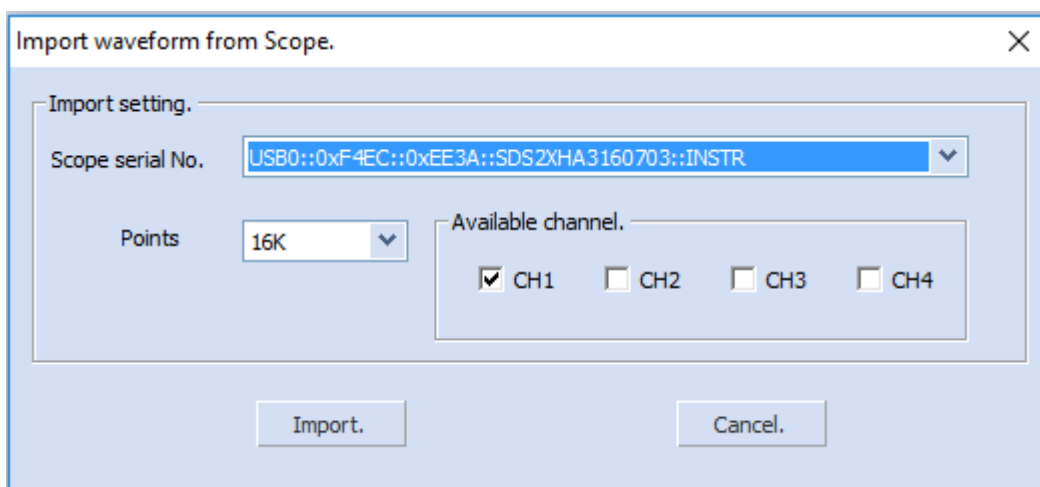 Import waveform from Scope.
Import setting.
Scope serial No. USB0::0xF4EC::0xEE3A::SDS2XHA3160703::INSTR
Points 16K
Available channel.
CH1 CH2 CH3 CH4
Import. Cancel.